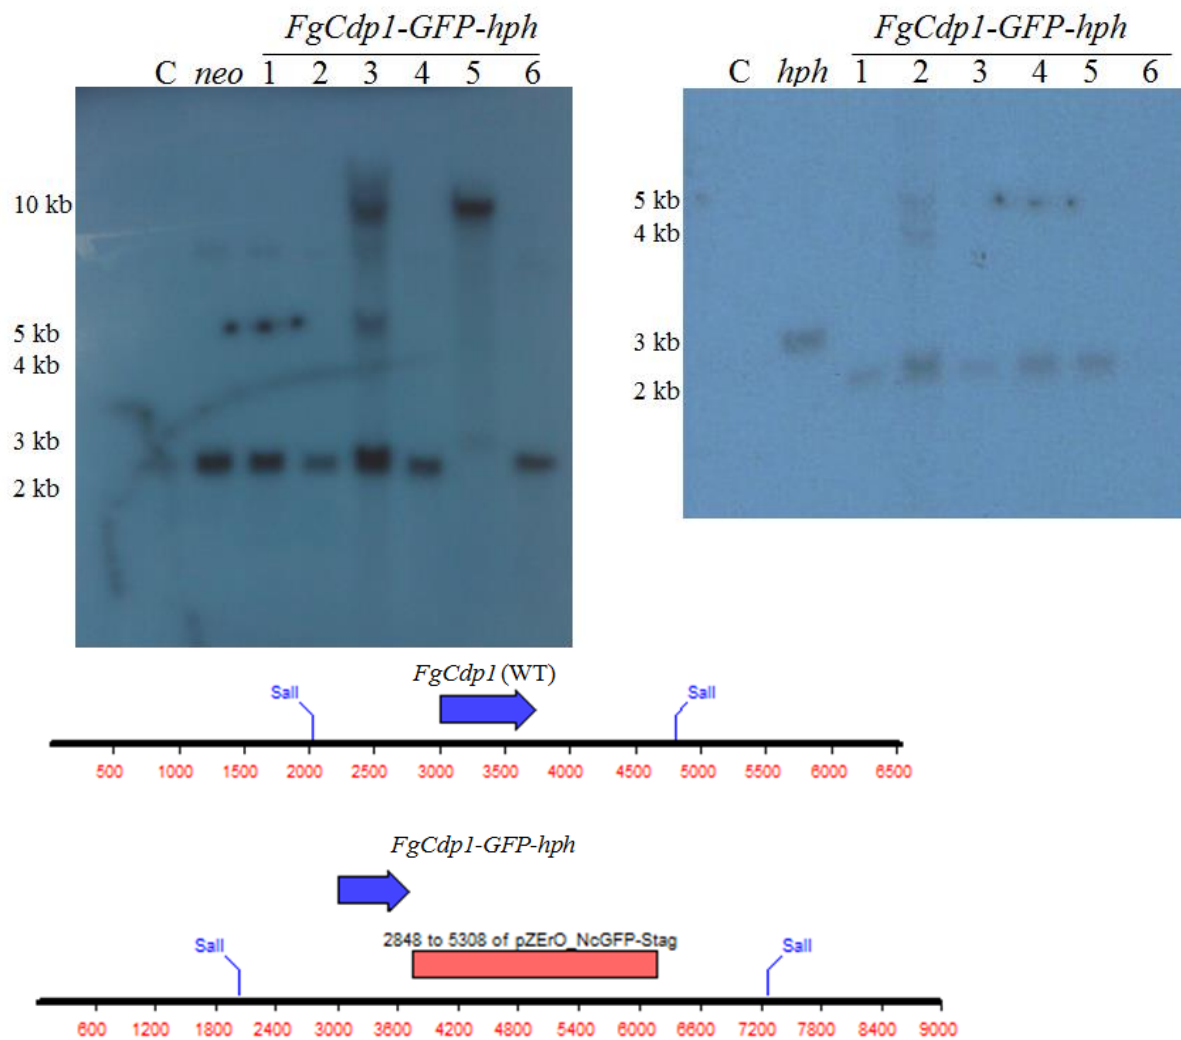 FgCdp1-GFP-hph
C neo 1 2 3 4 5 6
10 kb
5 kb
4 kb
3 kb
2 kb
FgCdp1-GFP-hph
C hph 1 2 3 4 5 6
5 kb
4 kb
3 kb
2 kb
FgCdp1 (WT)
SalI SalI
500 1000 1500 2000 2500 3000 3500 4000 4500 5000 5500 6000 6500
FgCdp1-GFP-hph
2848 to 5308 of pZErO_NcGFP-Stag
SalI SalI
600 1200 1800 2400 3000 3600 4200 4800 5400 6000 6600 7200 7800 8400 9000